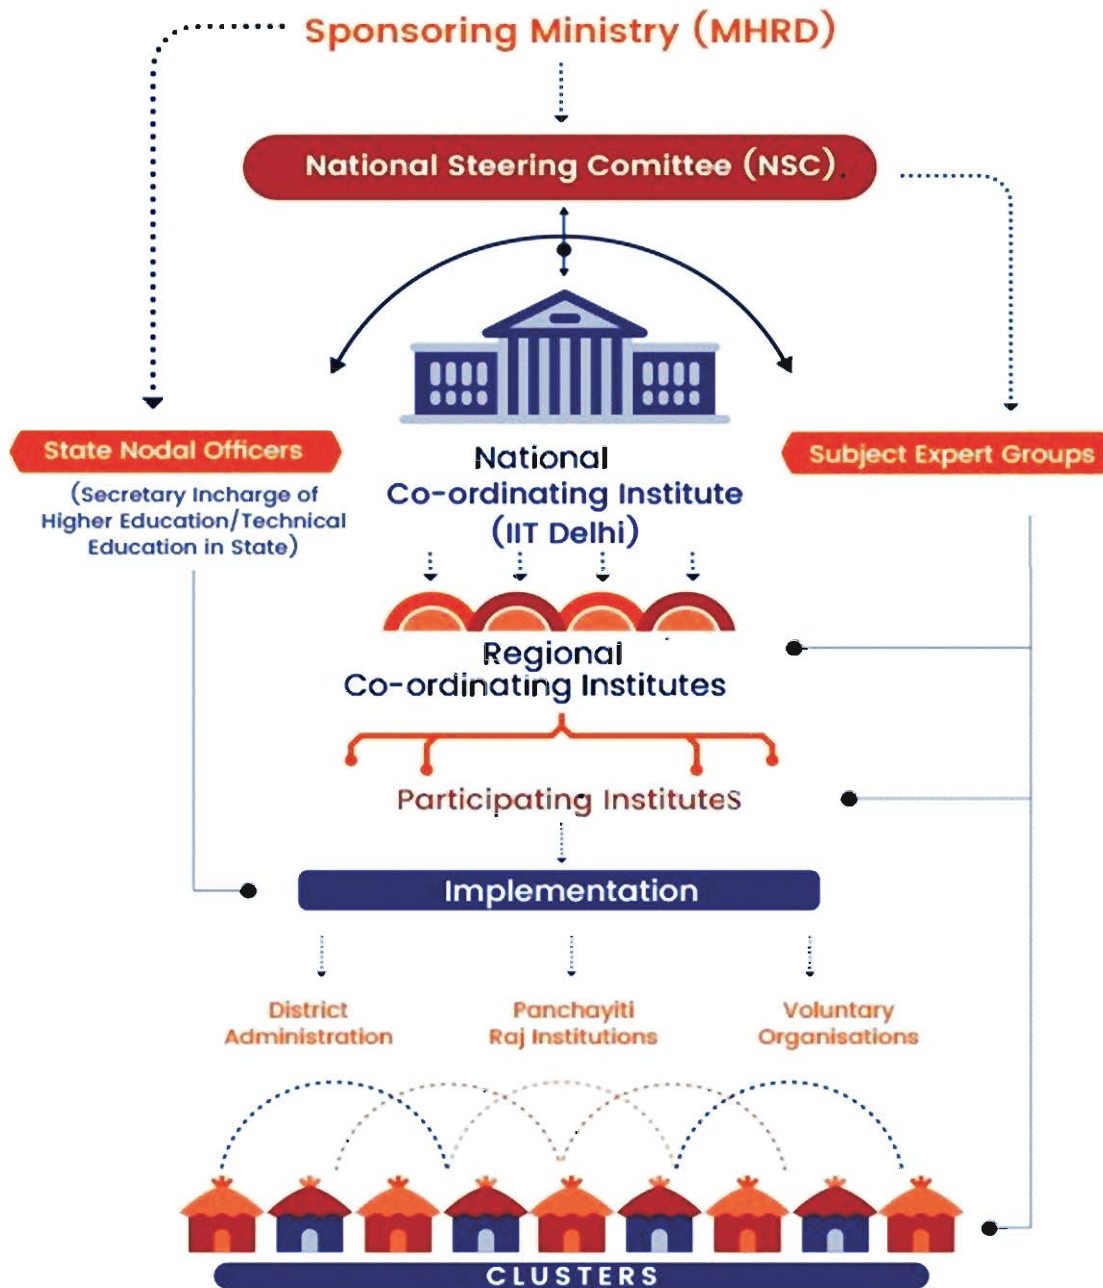 Sponsoring Ministry (MHRD)
National Steering Comittee (NSC)
State Nodal Officers
(Secretary Incharge of
Higher Education/Technical
Education in State)
National
Co-ordinating Institute
(IIT Delhi)
Subject Expert Groups
Regional
Co-ordinating Institutes
Participating InstituteS
Implementation
District
Administration
Panchayiti
Raj Institutions
Voluntary
Organisations
CLUSTERS